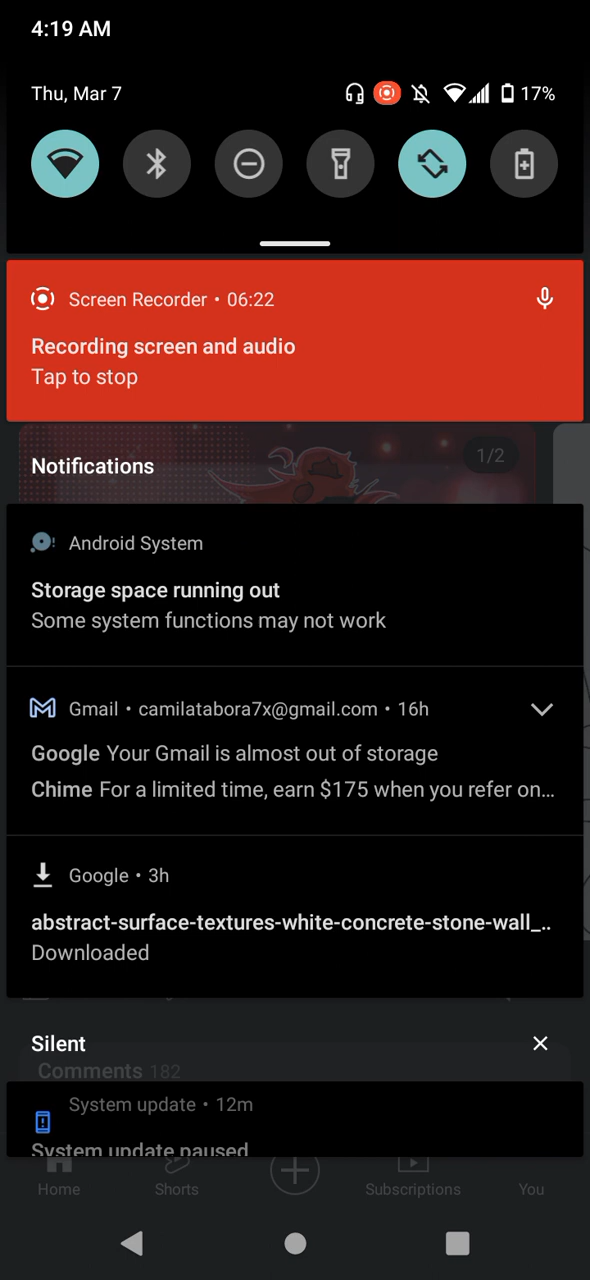 4:19 AM
Thu, Mar 7
17%
Screen Recorder • 06:22
Recording screen and audio
Tap to stop
1/2
Notifications
Android System
Storage space running out
Some system functions may not work
Gmail • camilatabora7x@gmail.com • 16h
Google Your Gmail is almost out of storage
Chime For a limited time, earn $175 when you refer on...
Google • 3h
abstract-surface-textures-white-concrete-stone-wall_..
Downloaded
Silent
Comments 182
System update • 12m
System update paused
Home Shorts Subscriptions You